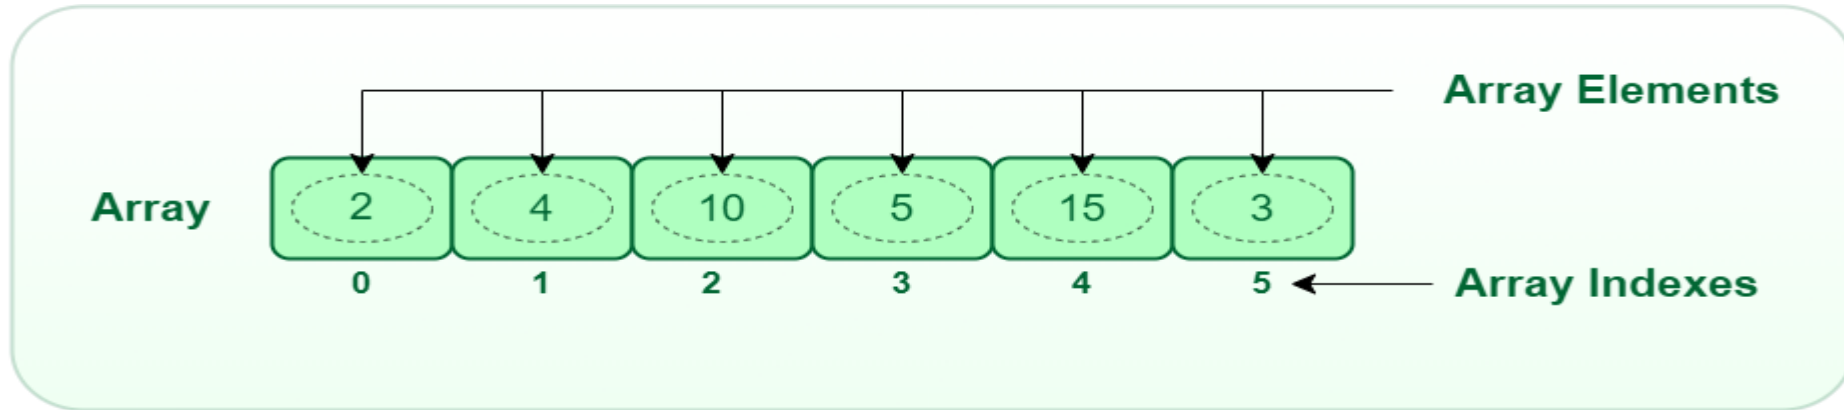 Array Elements
Array 2 4 10 5 15 3
0 1 2 3 4 5 Array Indexes